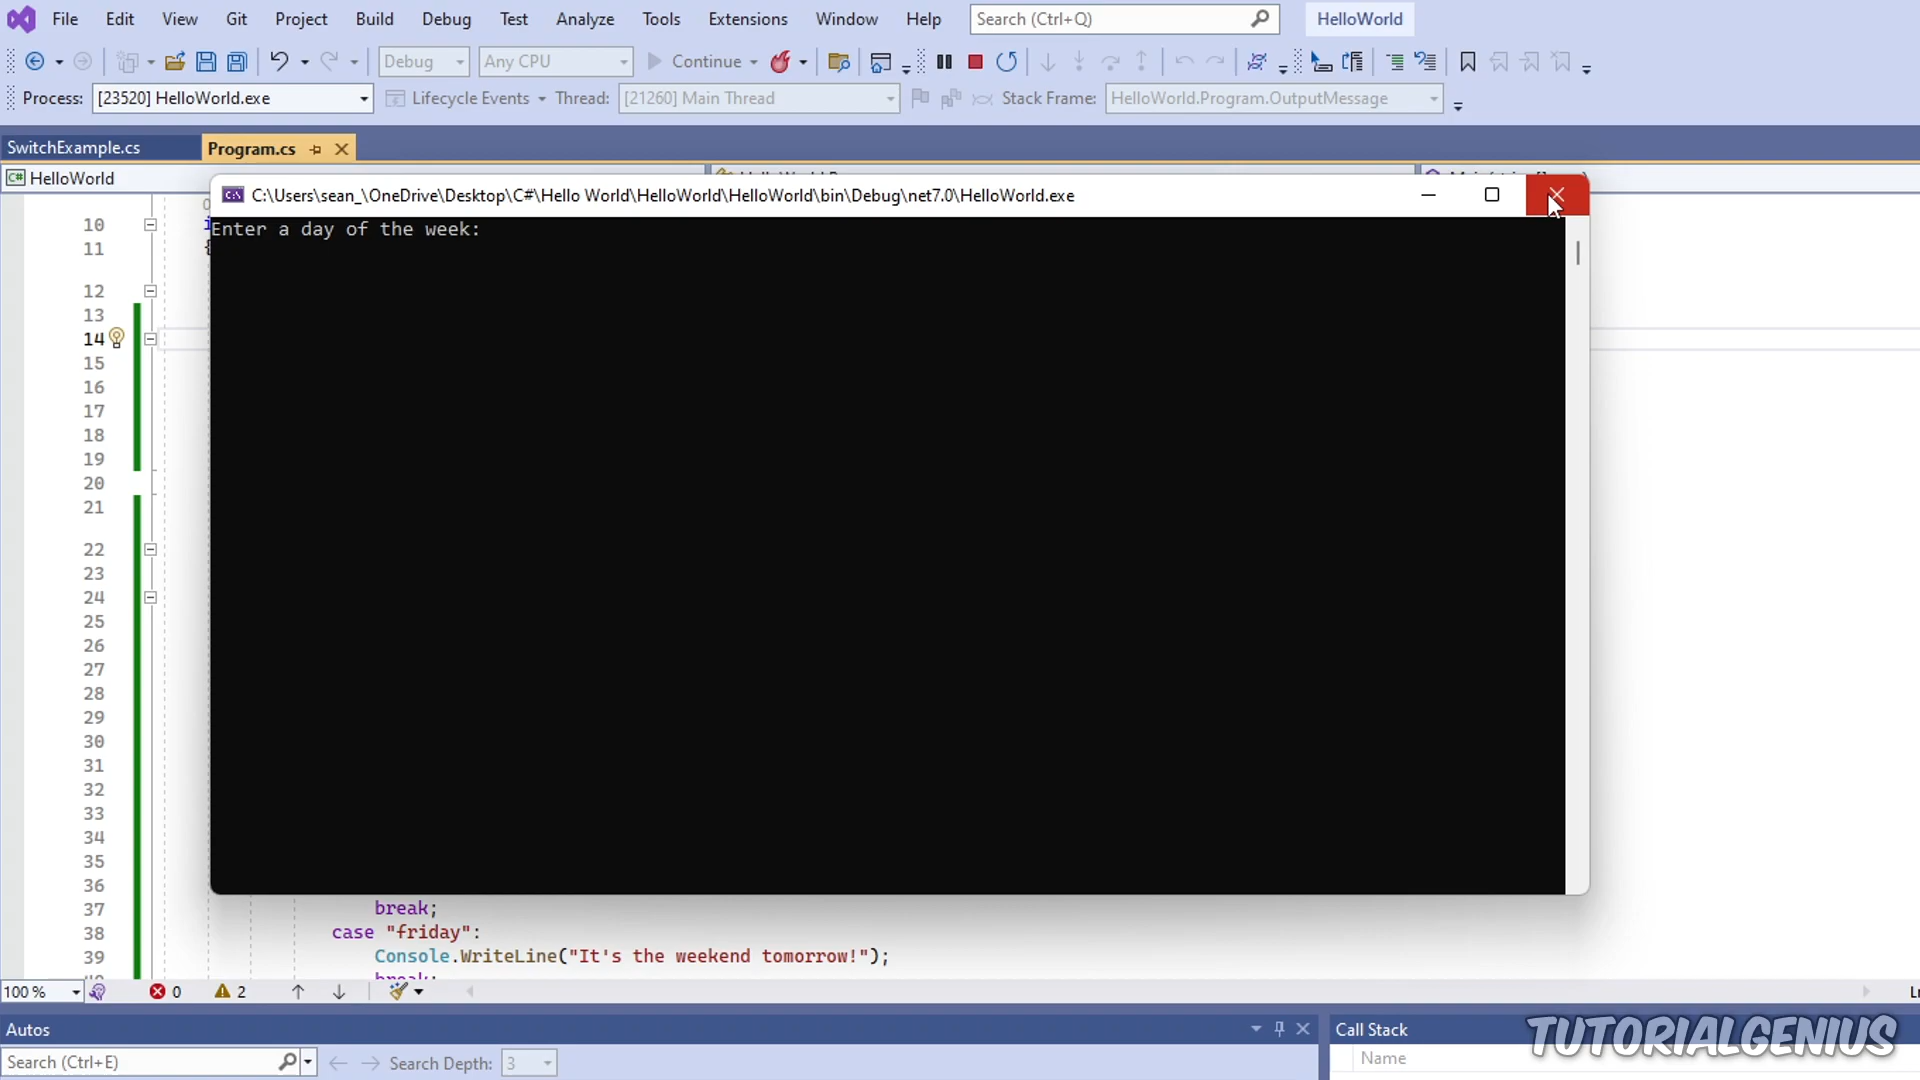 File Edit View Git Project Build Debug Test Analyze Tools Extensions Window Help Search (Ctrl+Q) HelloWorld
Debug Any CPU Continue
Process: [23520] HelloWorld.exe Lifecycle Events Thread: [21260] Main Thread Stack Frame: HelloWorld.Program.OutputMessage
SwitchExample.cs Program.cs
HelloWorld
C:\Users\sean_\OneDrive\Desktop\C#\Hello World\HelloWorld\HelloWorld\bin\Debug\net7.0\HelloWorld.exe
Enter a day of the week:
10
11
12
13
14
15
16
17
18
19
20
21
22
23
24
25
26
27
28
29
30
31
32
33
34
35
36
37 break;
38 case "friday":
39 Console.WriteLine("It's the weekend tomorrow!");
break;
100 % 0 2
Autos Call Stack
Search (Ctrl+E) Search Depth: 3 Name
TUTORIALGENIUS